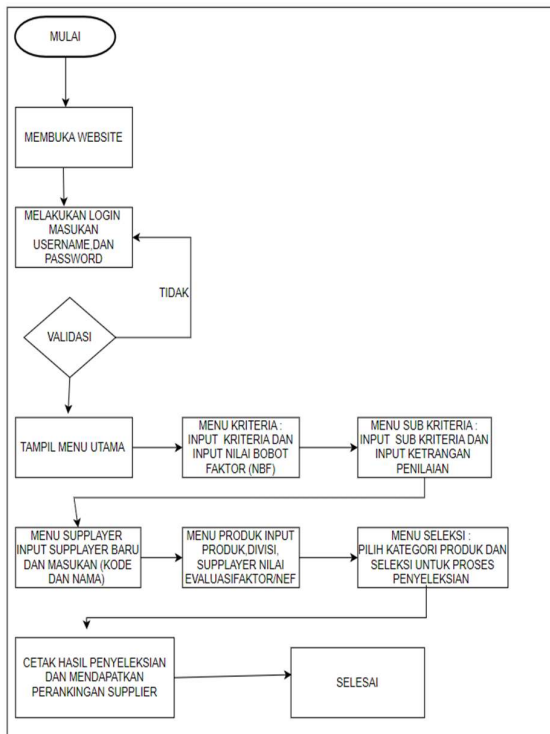 MULAI
MEMBUKA WEBSITE
MELAKUKAN LOGIN
MASUKAN
USERNAME,DAN
PASSWORD
TIDAK
VALIDASI
TAMPIL MENU UTAMA
MENU KRITERIA :
INPUT KRITERIA DAN
INPUT NILAI BOBOT
FAKTOR (NBF)
MENU SUB KRITERIA :
INPUT SUB KRITERIA DAN
INPUT KETRANGAN
PENILAIAN
MENU SUPPLAYER
INPUT SUPPLAYER BARU
DAN MASUKAN (KODE
DAN NAMA)
MENU PRODUK INPUT
PRODUK,DIVISI,
SUPPLAYER NILAI
EVALUASIFAKTOR/NEF
MENU SELEKSI :
PILIH KATEGORI PRODUK DAN
SELEKSI UNTUK PROSES
PENYELEKSIAN
CETAK HASIL PENYELEKSIAN
DAN MENDAPATKAN
PERANKINGAN SUPPLIER
SELESAI